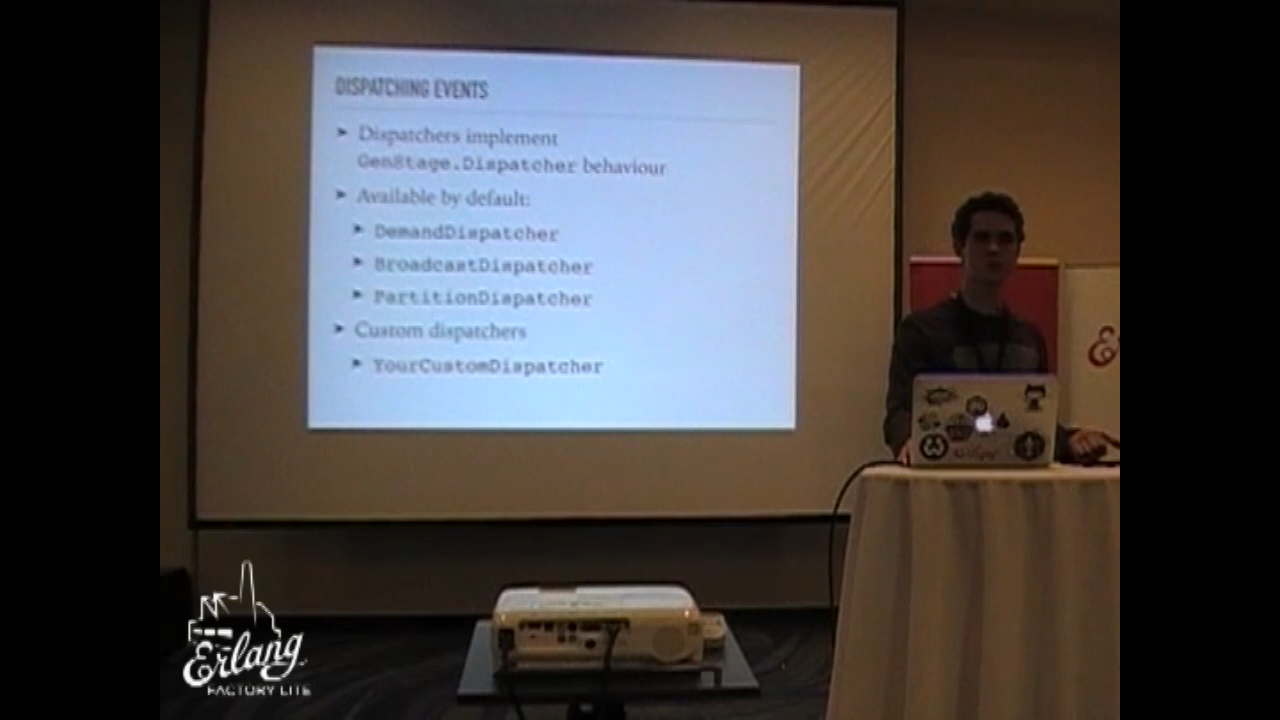 DISPATCHING EVENTS
➤ Dispatchers implement
GenStage.Dispatcher behaviour
➤ Available by default:
➤ DemandDispatcher
➤ BroadcastDispatcher
➤ PartitionDispatcher
➤ Custom dispatchers
➤ YourCustomDispatcher
Erlang
FACTORY LITE